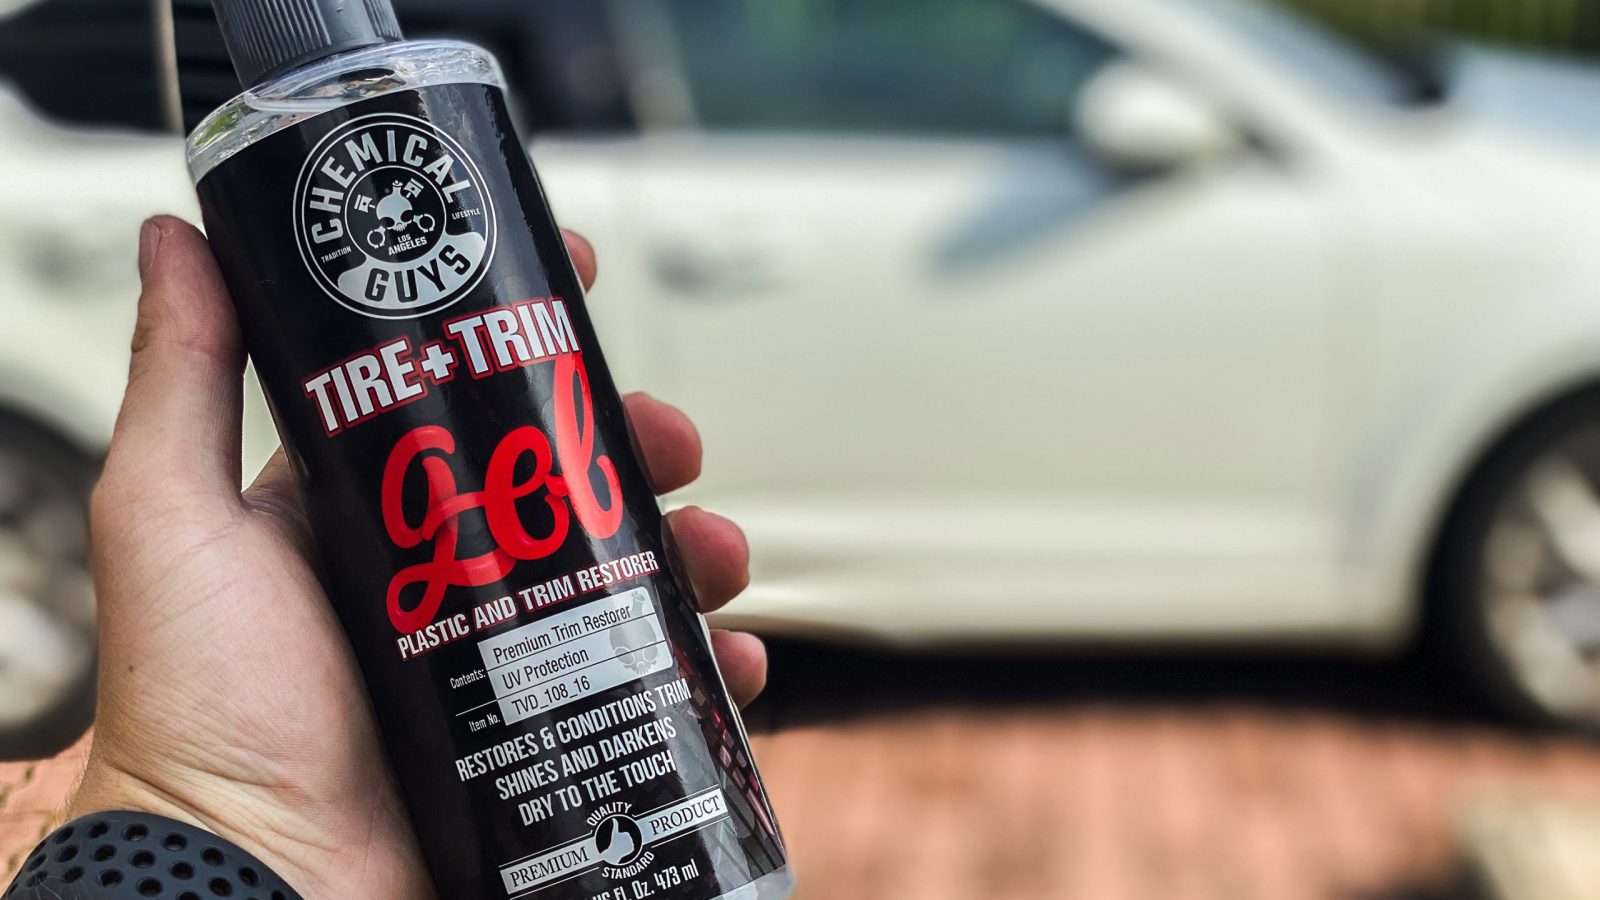 CHEMICAL
TRADITION
LIFESTYLE
LOS
ANGELES
GUYS
TIRE+TRIM
gel
PLASTIC AND TRIM RESTORER
Contents: Premium Trim Restorer
UV Protection
Item No. TVD_108_16
RESTORES & CONDITIONS TRIM
SHINES AND DARKENS
DRY TO THE TOUCH
QUALITY
PREMIUM PRODUCT
STANDARD
US Fl. Oz. 473 ml